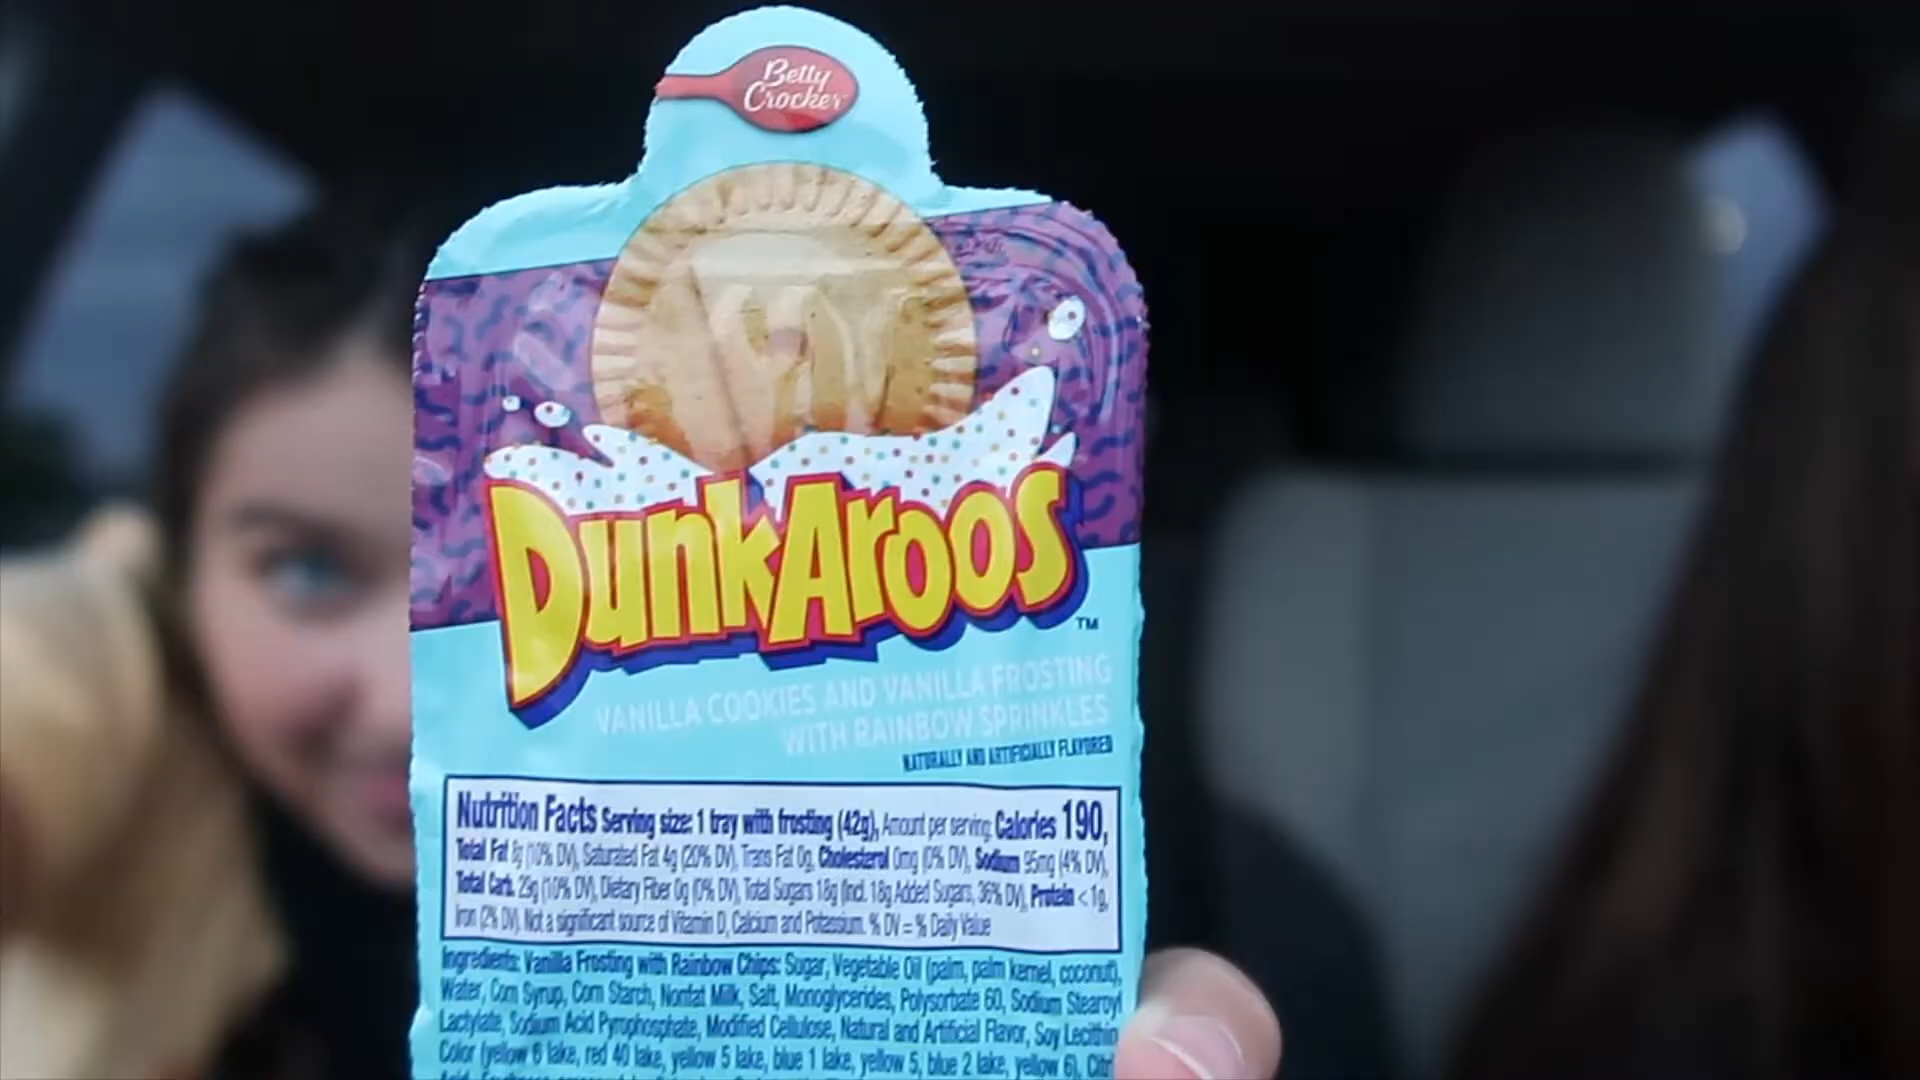 Betty
Crocker
DunkAroos
TM
VANILLA COOKIES AND VANILLA FROSTING
WITH RAINBOW SPRINKLES
NATURALLY AND ARTIFICIALLY FLAVORED
Nutrition Facts Serving size: 1 tray with frosting (42g), Amount per serving: Calories 190,
Total Fat 8g (10% DV), Saturated Fat 4g (20% DV), Trans Fat 0g, Cholesterol 0mg (0% DV), Sodium 95mg (4% DV),
Total Carb. 29g (10% DV), Dietary Fiber 0g (0% DV), Total Sugars 18g (Incl. 18g Added Sugars, 36% DV), Protein <1g,
Iron (2% DV). Not a significant source of Vitamin D, Calcium and Potassium. % DV = % Daily Value
Ingredients: Vanilla Frosting with Rainbow Chips: Sugar, Vegetable Oil (palm, palm kernel, coconut),
Water, Corn Syrup, Corn Starch, Nonfat Milk, Salt, Monoglycerides, Polysorbate 60, Sodium Stearoyl
Lactylate, Sodium Acid Pyrophosphate, Modified Cellulose, Natural and Artificial Flavor, Soy Lecithin
Color (yellow 6 lake, red 40 lake, yellow 5 lake, blue 1 lake, yellow 5, blue 2 lake, yellow 6), Citr